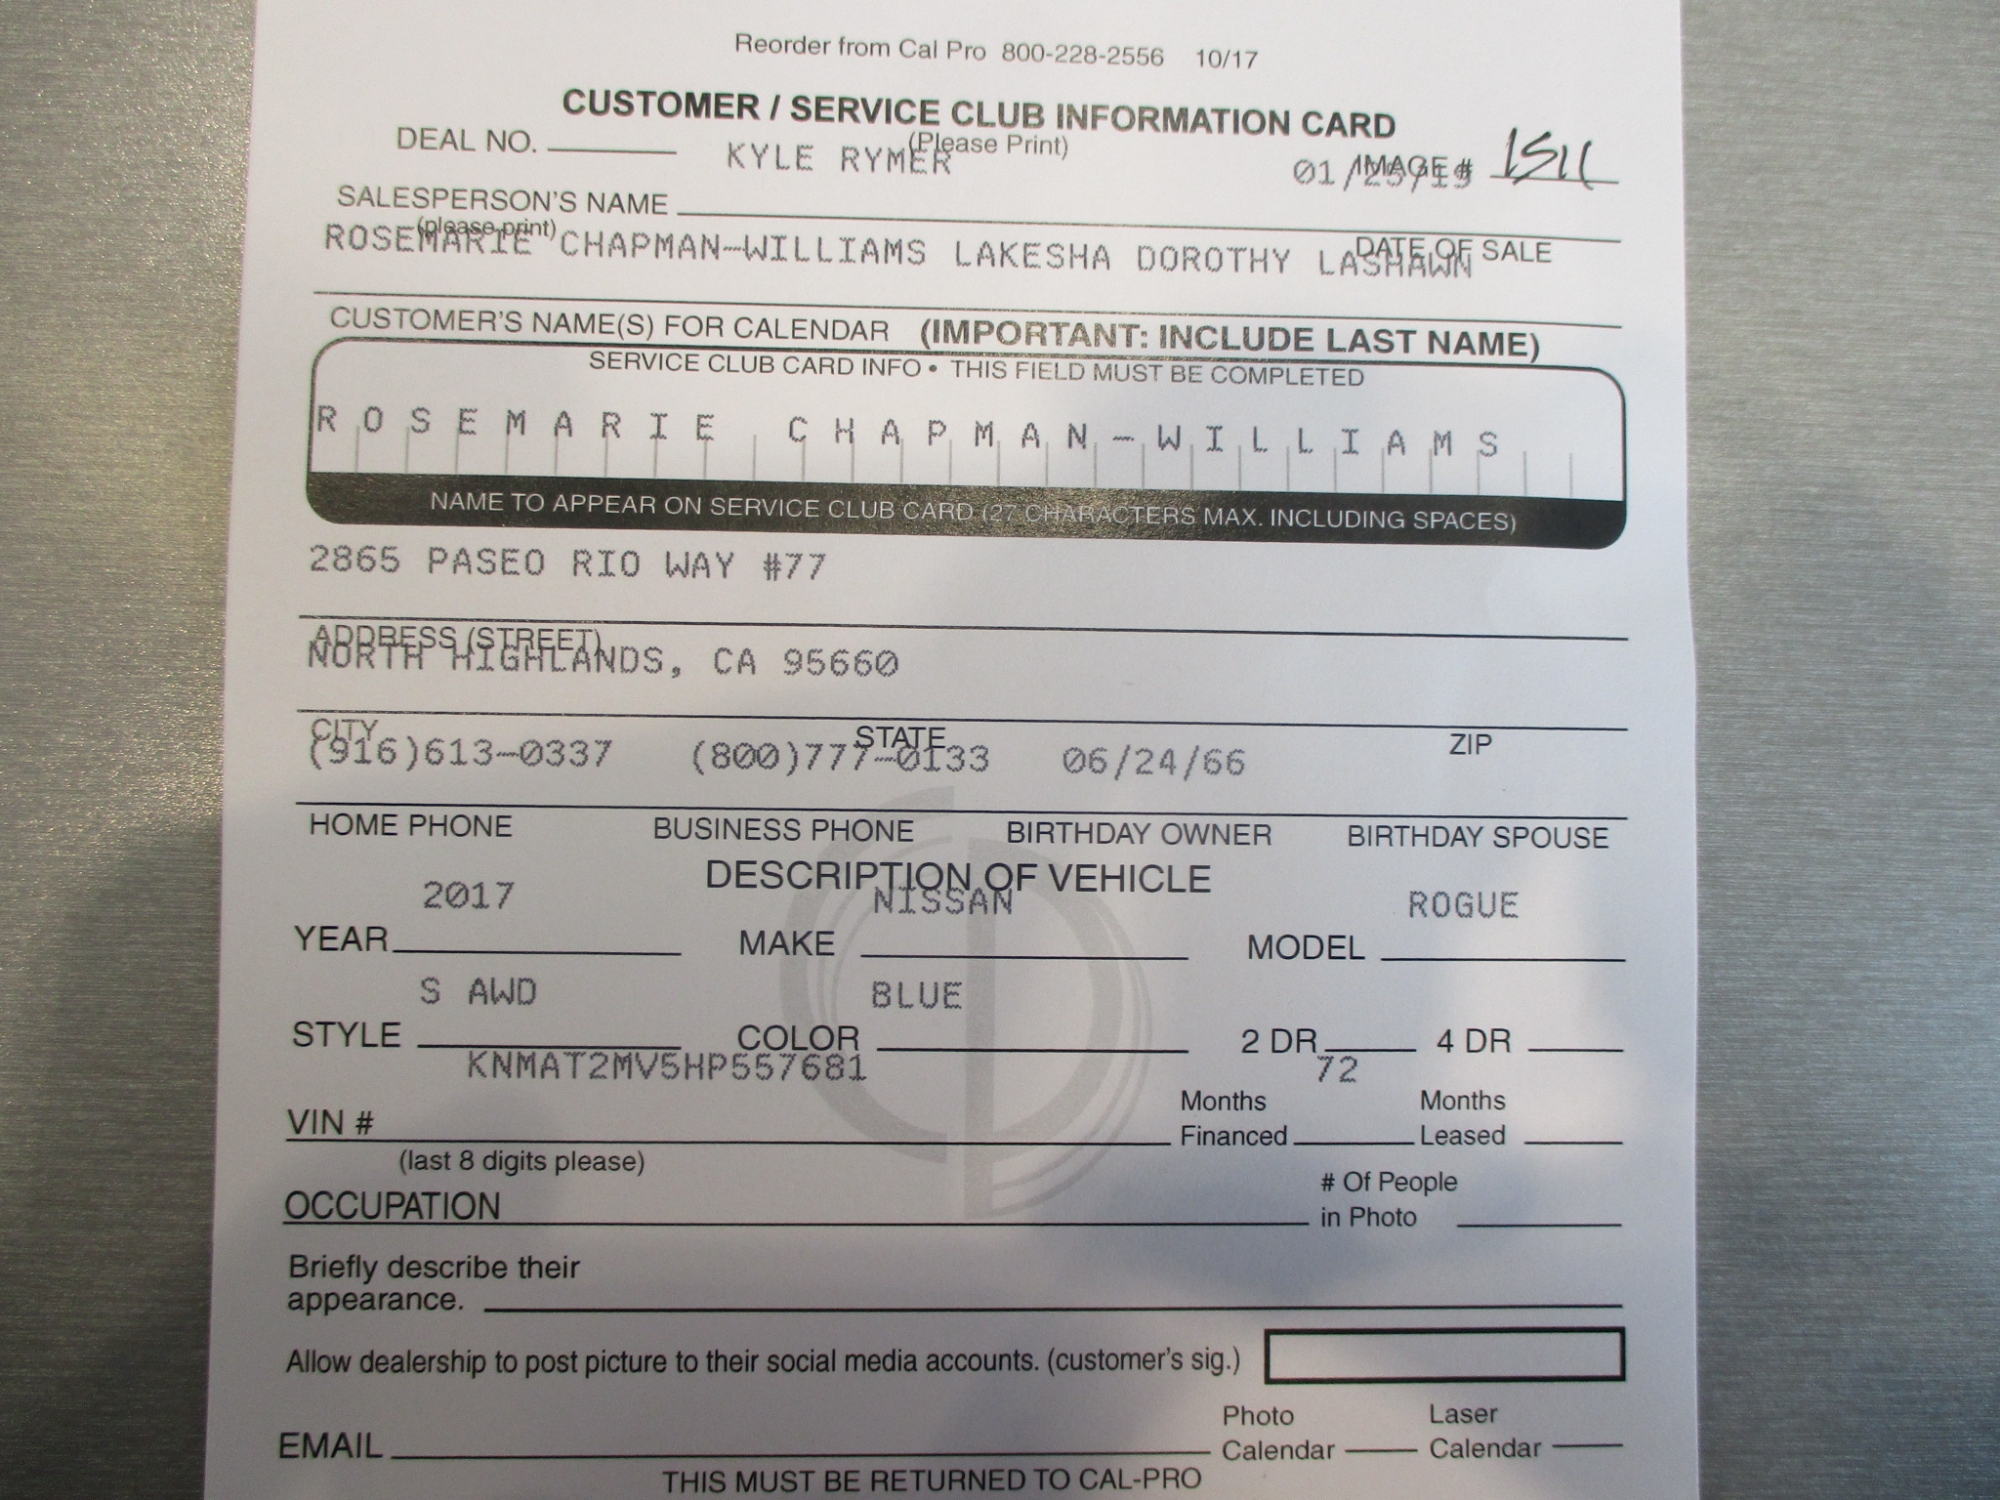 Reorder from Cal Pro 800-228-2556 10/17
CUSTOMER / SERVICE CLUB INFORMATION CARD
(Please Print)
DEAL NO. KYLE RYMER IMAGE # 1511
SALESPERSON'S NAME
(please print) DATE OF SALE
ROSEMARIE CHAPMAN-WILLIAMS LAKESHA DOROTHY LASHAWN
CUSTOMER'S NAME(S) FOR CALENDAR (IMPORTANT: INCLUDE LAST NAME)
SERVICE CLUB CARD INFO • THIS FIELD MUST BE COMPLETED
ROSEMARIE CHAPMAN-WILLIAMS
NAME TO APPEAR ON SERVICE CLUB CARD (27 CHARACTERS MAX. INCLUDING SPACES)
2865 PASEO RIO WAY #77
ADDRESS (STREET)
NORTH HIGHLANDS, CA 95660
CITY STATE ZIP
(916)613-0337 (800)777-0133 06/24/66
HOME PHONE BUSINESS PHONE BIRTHDAY OWNER BIRTHDAY SPOUSE
DESCRIPTION OF VEHICLE
2017 NISSAN ROGUE
YEAR MAKE MODEL
S AWD BLUE
STYLE COLOR 2 DR 4 DR
KNMAT2MV5HP557681 72
VIN # Months Financed Months Leased
(last 8 digits please)
OCCUPATION # Of People in Photo
Briefly describe their
appearance.
Allow dealership to post picture to their social media accounts. (customer's sig.)
EMAIL Photo Calendar Laser Calendar
THIS MUST BE RETURNED TO CAL-PRO